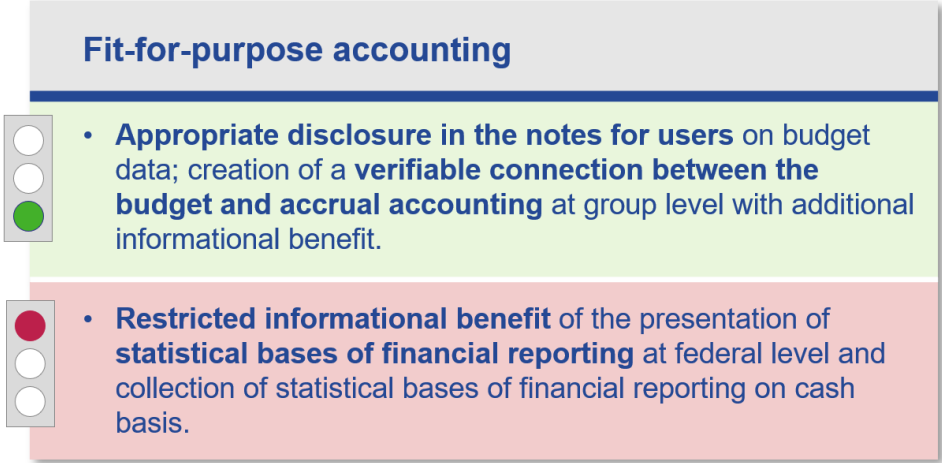 Fit-for-purpose accounting
• Appropriate disclosure in the notes for users on budget
data; creation of a verifiable connection between the
budget and accrual accounting at group level with additional
informational benefit.
• Restricted informational benefit of the presentation of
statistical bases of financial reporting at federal level and
collection of statistical bases of financial reporting on cash
basis.